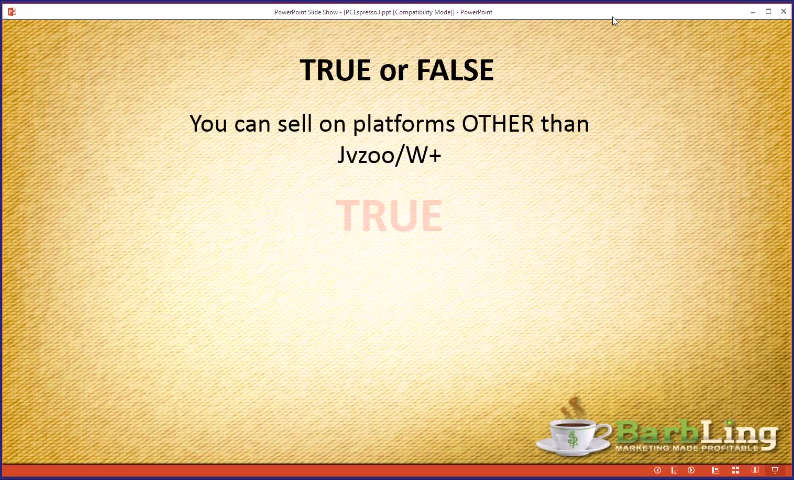 PowerPoint Slide Show - [PCEspresso3.ppt [Compatibility Mode]] - PowerPoint
TRUE or FALSE
You can sell on platforms OTHER than
Jvzoo/W+
TRUE
$
BarbLing
MARKETING MADE PROFITABLE